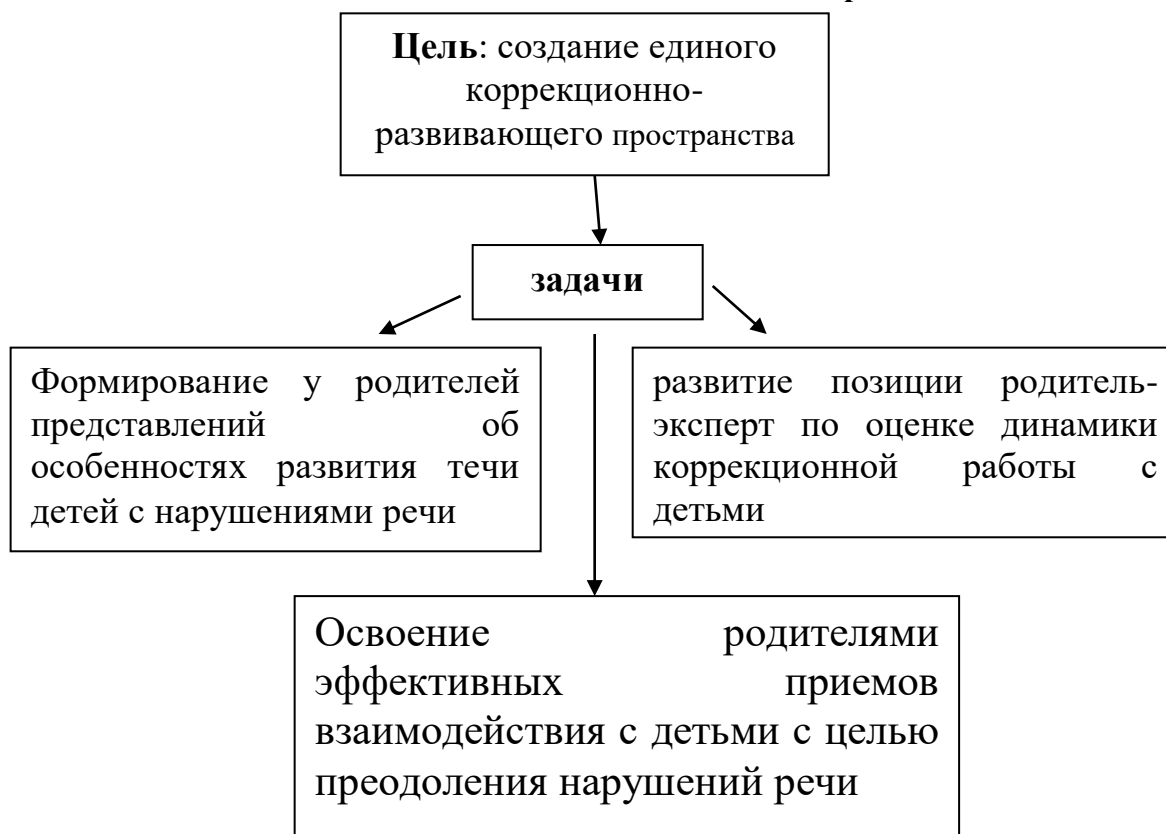 Цель: создание единого
коррекционно-
развивающего пространства
задачи
Формирование у родителей
представлений об
особенностях развития течи
детей с нарушениями речи
развитие позиции родитель-
эксперт по оценке динамики
коррекционной работы с
детьми
Освоение родителями
эффективных приемов
взаимодействия с детьми с целью
преодоления нарушений речи